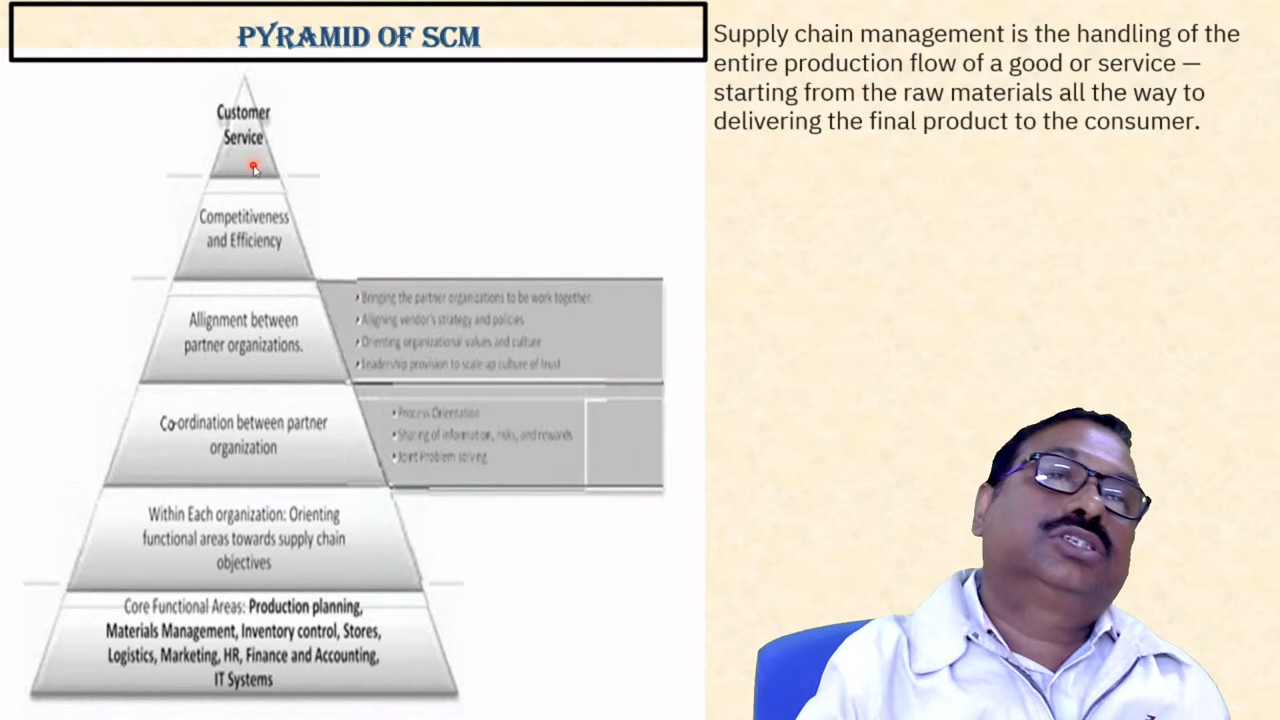 PYRAMID OF SCM
Supply chain management is the handling of the
entire production flow of a good or service —
starting from the raw materials all the way to
delivering the final product to the consumer.
Customer
Service
Competitiveness
and Efficiency
Allignment between
partner organizations.
Bringing the partner organizations to be work together.
Aligning vendor's strategy and policies
Orienting organizational values and culture
Leadership provision to scale up culture of trust
Co-ordination between partner
organization
Process Orientation
Sharing of information, risks, and rewards
Joint Problem solving
Within Each organization: Orienting
functional areas towards supply chain
objectives
Core Functional Areas: Production planning,
Materials Management, Inventory control, Stores,
Logistics, Marketing, HR, Finance and Accounting,
IT Systems